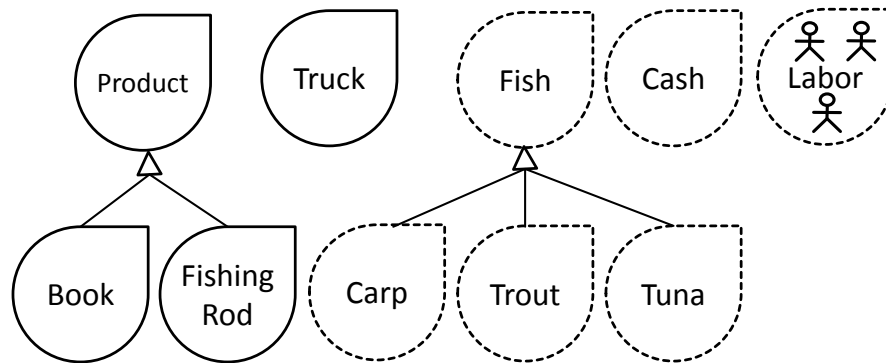 Product
Truck
Fish
Cash
Labor
Book
Fishing
Rod
Carp
Trout
Tuna